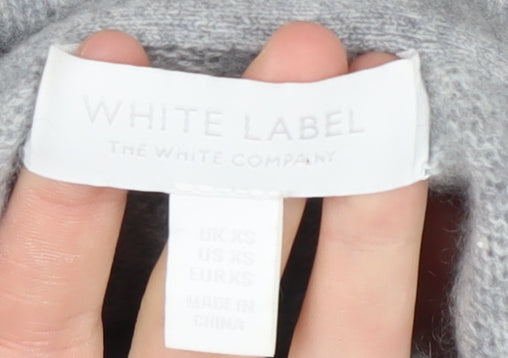 WHITE LABEL
THE WHITE COMPANY
UK XS
US XS
EUR XS
MADE IN
CHINA